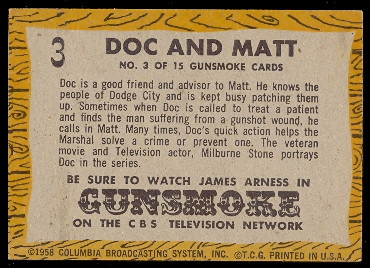 3
DOC AND MATT
NO. 3 OF 15 GUNSMOKE CARDS
Doc is a good friend and advisor to Matt. He knows the
people of Dodge City and is kept busy patching them
up. Sometimes when Doc is called to treat a patient
and finds the man suffering from a gunshot wound, he
calls in Matt. Many times, Doc's quick action helps the
Marshal solve a crime or prevent one. The veteran
movie and Television actor, Milburne Stone portrays
Doc in the series.
BE SURE TO WATCH JAMES ARNESS IN
GUNSMOKE
ON THE CBS TELEVISION NETWORK
©1958 COLUMBIA BROADCASTING SYSTEM, INC. ©T.C.G. PRINTED IN U.S.A.